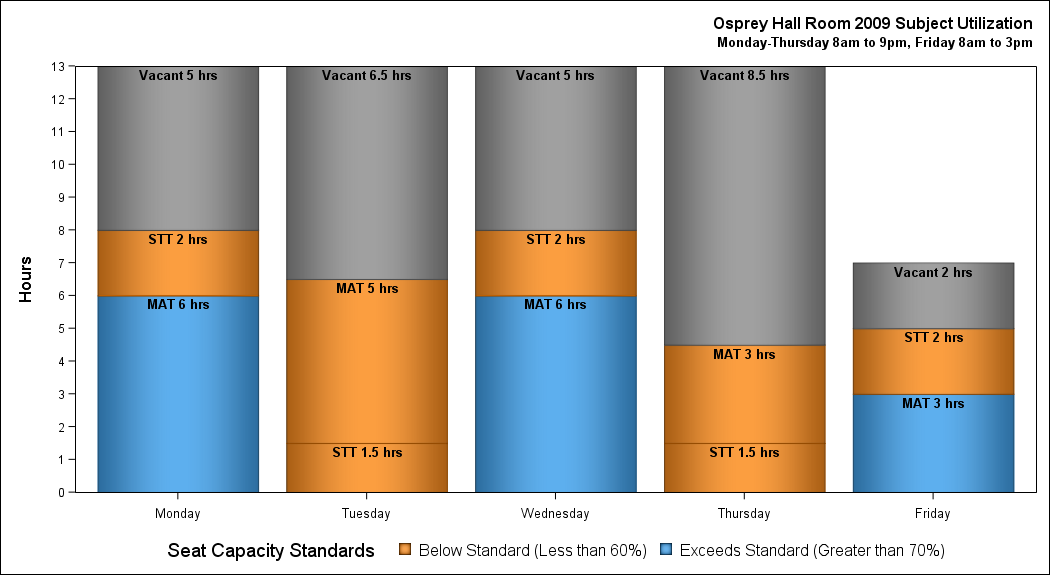 Osprey Hall Room 2009 Subject Utilization
Monday-Thursday 8am to 9pm, Friday 8am to 3pm
Hours
13
12
11
10
9
8
7
6
5
4
3
2
1
0
Vacant 5 hrs
STT 2 hrs
MAT 6 hrs
Vacant 6.5 hrs
MAT 5 hrs
STT 1.5 hrs
Vacant 5 hrs
STT 2 hrs
MAT 6 hrs
Vacant 8.5 hrs
MAT 3 hrs
STT 1.5 hrs
Vacant 2 hrs
STT 2 hrs
MAT 3 hrs
Monday Tuesday Wednesday Thursday Friday
Seat Capacity Standards Below Standard (Less than 60%) Exceeds Standard (Greater than 70%)